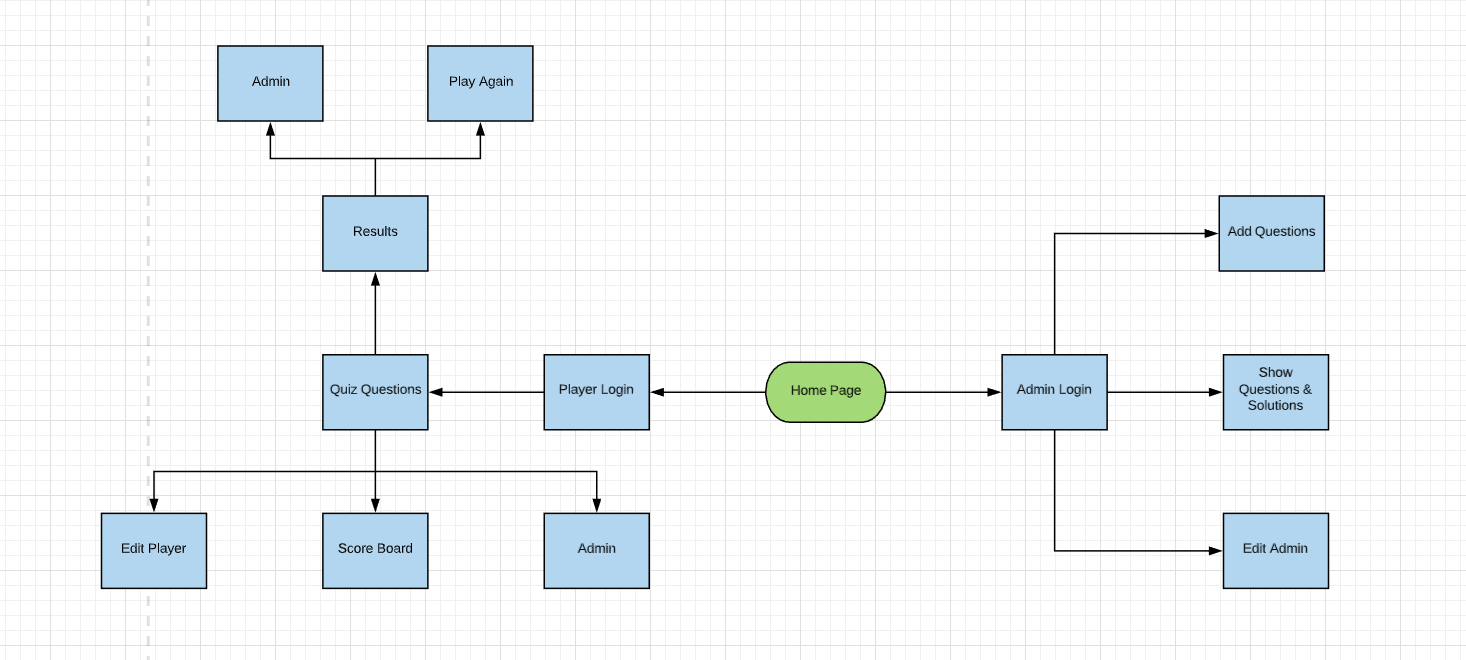 Admin
Play Again
Results
Add Questions
Quiz Questions
Player Login
Home Page
Admin Login
Show
Questions &
Solutions
Edit Player
Score Board
Admin
Edit Admin